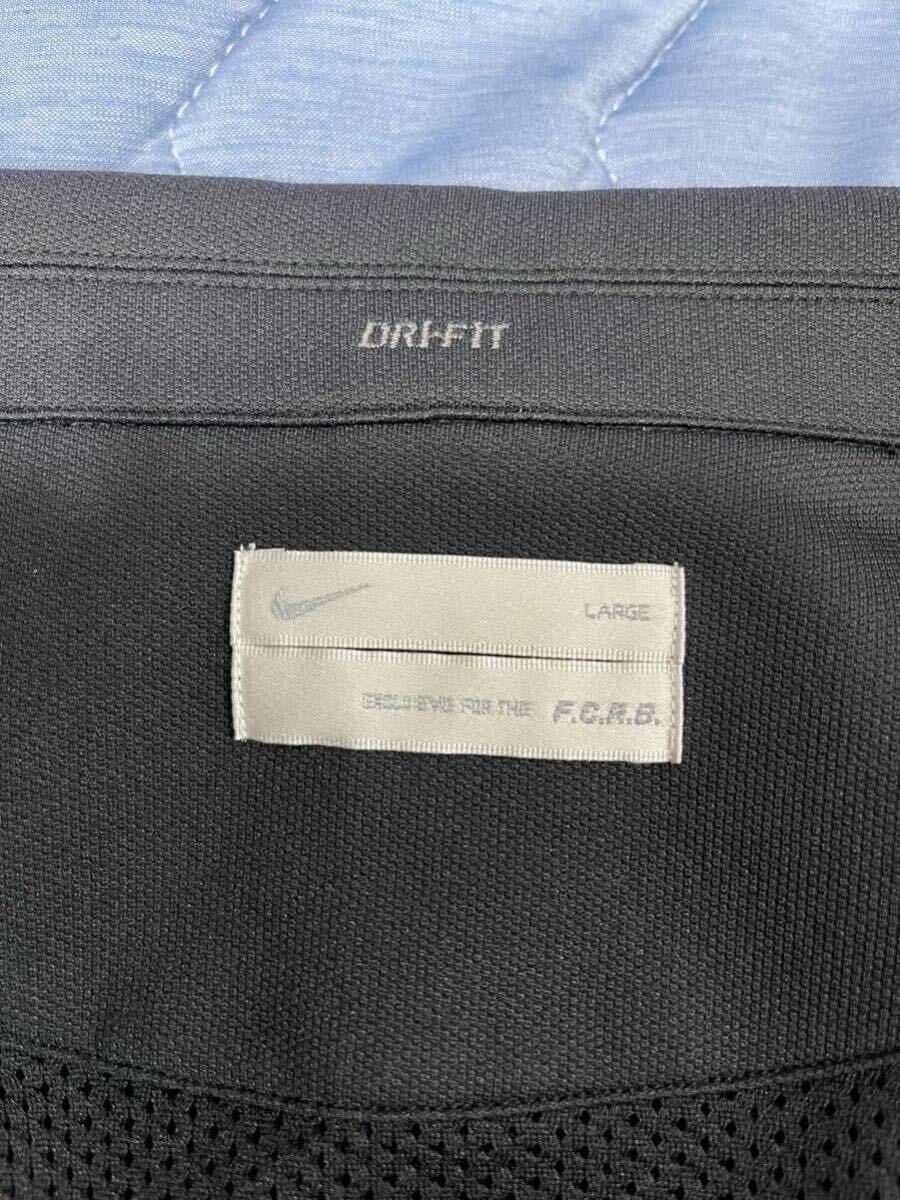 DRI-FIT
LARGE
EXCLUSIVE FOR THE F.C.R.B.